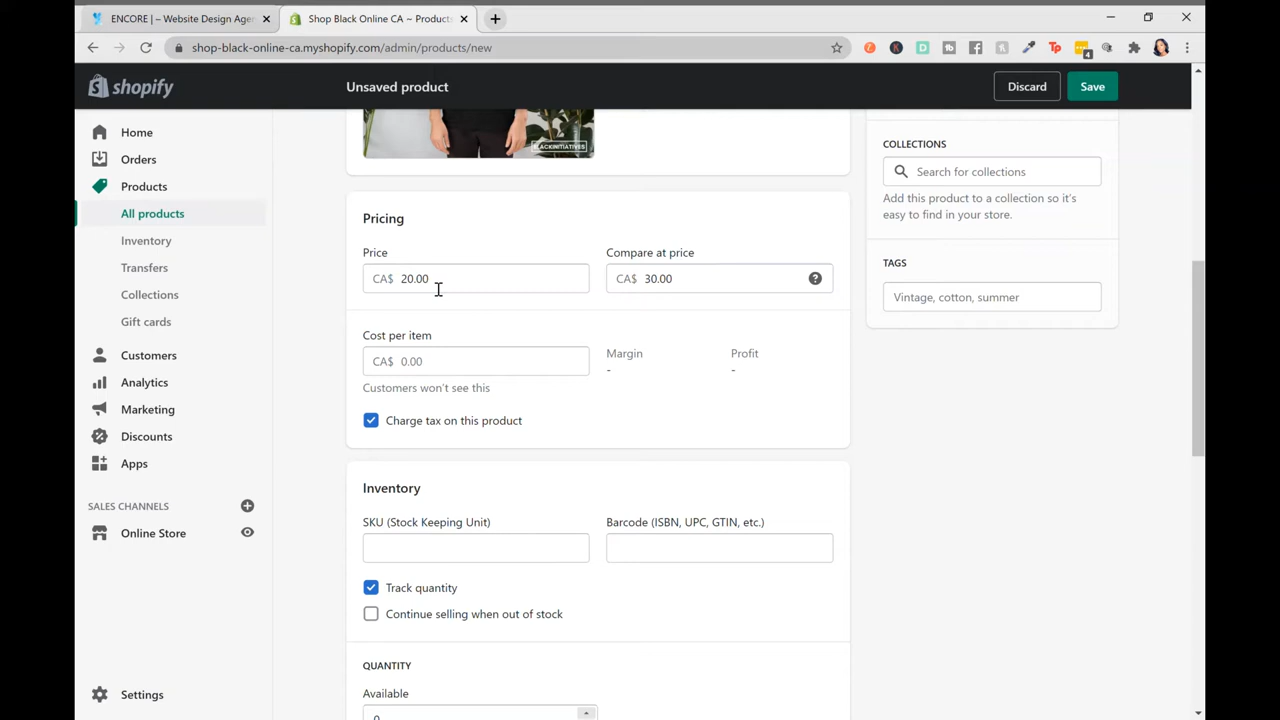 ENCORE | – Website Design Agen
Shop Black Online CA ~ Products
shop-black-online-ca.myshopify.com/admin/products/new
shopify
Unsaved product
Discard
Save
Home
Orders
Products
All products
Inventory
Transfers
Collections
Gift cards
Customers
Analytics
Marketing
Discounts
Apps
SALES CHANNELS
Online Store
Settings
BLACKINITIATIVES
Pricing
Price
Compare at price
CA$ 20.00
CA$ 30.00
Cost per item
CA$ 0.00
Margin
Profit
-
-
Customers won't see this
Charge tax on this product
Inventory
SKU (Stock Keeping Unit)
Barcode (ISBN, UPC, GTIN, etc.)
Track quantity
Continue selling when out of stock
QUANTITY
Available
0
COLLECTIONS
Search for collections
Add this product to a collection so it's
easy to find in your store.
TAGS
Vintage, cotton, summer